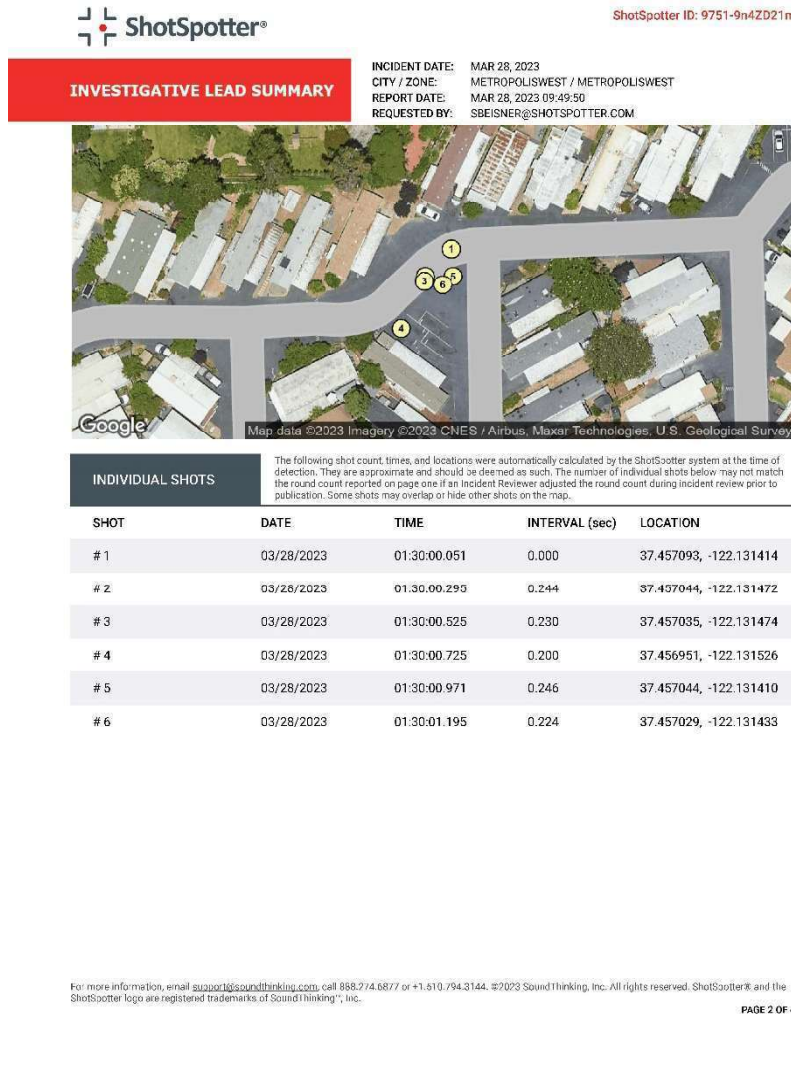 ShotSpotter®
ShotSpotter ID: 9751-9n4ZD21m
INVESTIGATIVE LEAD SUMMARY
INCIDENT DATE: MAR 28, 2023
CITY / ZONE: METROPOLISWEST / METROPOLISWEST
REPORT DATE: MAR 28, 2023 09:49:50
REQUESTED BY: SBEISNER@SHOTSPOTTER.COM
1
3 6 5
4
Google
Map data ©2023 Imagery ©2023 CNES / Airbus, Maxar Technologies, U.S. Geological Survey
INDIVIDUAL SHOTS
The following shot count, times, and locations were automatically calculated by the ShotSpotter system at the time of
detection. They are approximate and should be deemed as such. The number of individual shots below may not match
the round count reported on page one if an Incident Reviewer adjusted the round count during incident review prior to
publication. Some shots may overlap or hide other shots on the map.
SHOT DATE TIME INTERVAL (sec) LOCATION
# 1 03/28/2023 01:30:00.051 0.000 37.457093, -122.131414
# 2 03/28/2023 01:30:00.295 0.244 37.457044, -122.131472
# 3 03/28/2023 01:30:00.525 0.230 37.457035, -122.131474
# 4 03/28/2023 01:30:00.725 0.200 37.456951, -122.131526
# 5 03/28/2023 01:30:00.971 0.246 37.457044, -122.131410
# 6 03/28/2023 01:30:01.195 0.224 37.457029, -122.131433
For more information, email support@soundthinking.com, call 888.274.6877 or +1.510.794.3144. ©2023 SoundThinking, Inc. All rights reserved. ShotSpotter® and the
ShotSpotter logo are registered trademarks of SoundThinking™, Inc.
PAGE 2 OF